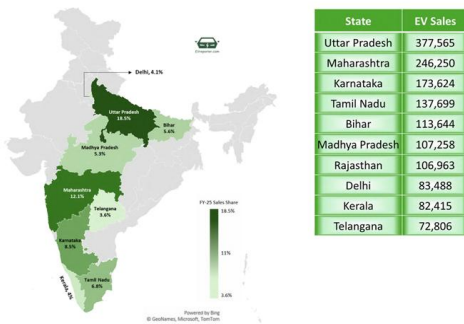 Delhi, 4.1%
Uttar Pradesh
18.5%
Bihar
5.6%
Madhya Pradesh
5.3%
Maharashtra
12.1%
Telangana
3.6%
Karnataka
8.5%
Kerala, 4%
Tamil Nadu
6.8%
FY-25 Sales Share
18.5%
11%
3.6%
Powered by Bing
© GeoNames, Microsoft, TomTom
State EV Sales
Uttar Pradesh 377,565
Maharashtra 246,250
Karnataka 173,624
Tamil Nadu 137,699
Bihar 113,644
Madhya Pradesh 107,258
Rajasthan 106,963
Delhi 83,488
Kerala 82,415
Telangana 72,806